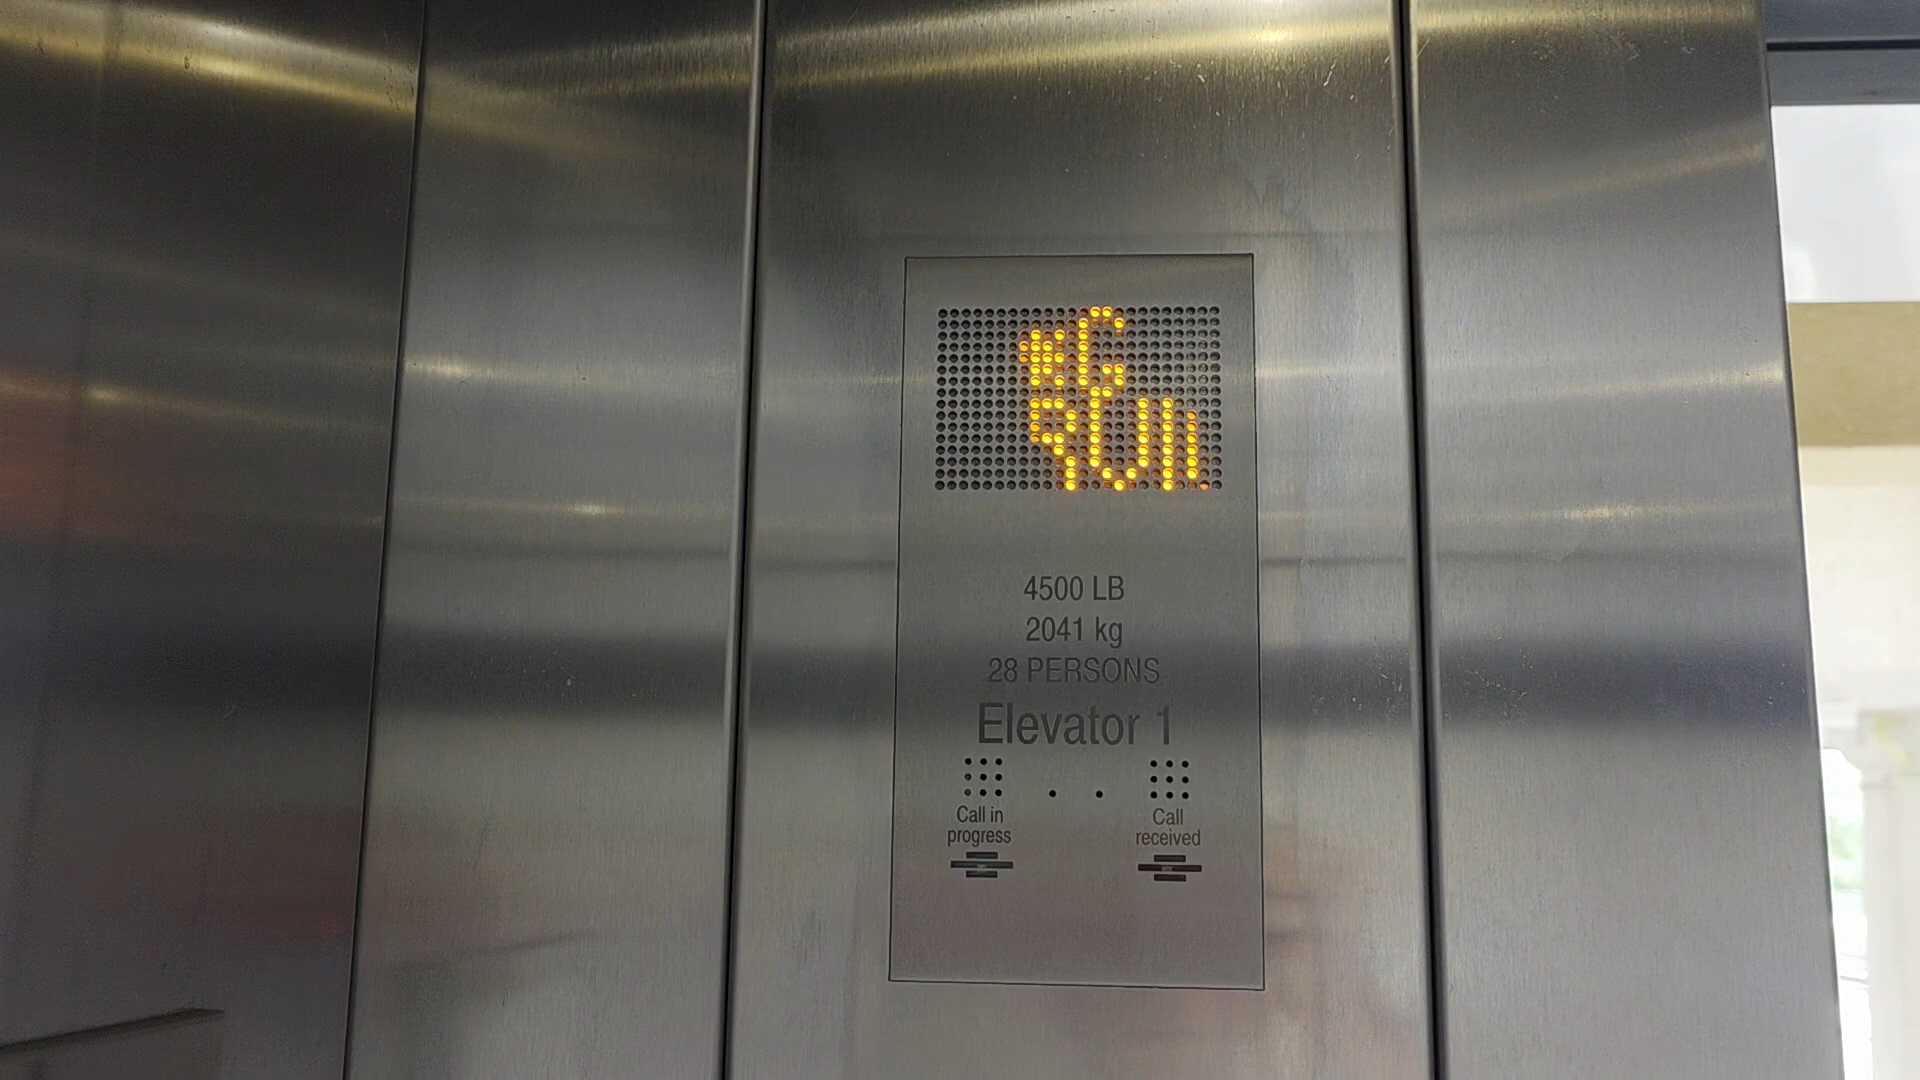 4500 LB
2041 kg
28 PERSONS
Elevator 1
Call in
progress
Call
received